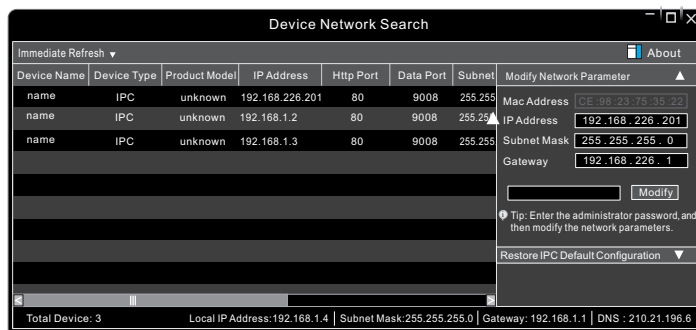 Device Network Search
Immediate Refresh ▼ About
Device Name Device Type Product Model IP Address Http Port Data Port Subnet
name IPC unknown 192.168.226.201 80 9008 255.255
name IPC unknown 192.168.1.2 80 9008 255.25
name IPC unknown 192.168.1.3 80 9008 255.255
Modify Network Parameter
Mac Address CE:98:23:75:35:22
IP Address 192.168.226.201
Subnet Mask 255.255.255. 0
Gateway 192.168.226. 1
Modify
Tip: Enter the administrator password, and
then modify the network parameters.
Restore IPC Default Configuration ▼
Total Device: 3 Local IP Address:192.168.1.4 Subnet Mask:255.255.255.0 Gateway: 192.168.1.1 DNS : 210.21.196.6